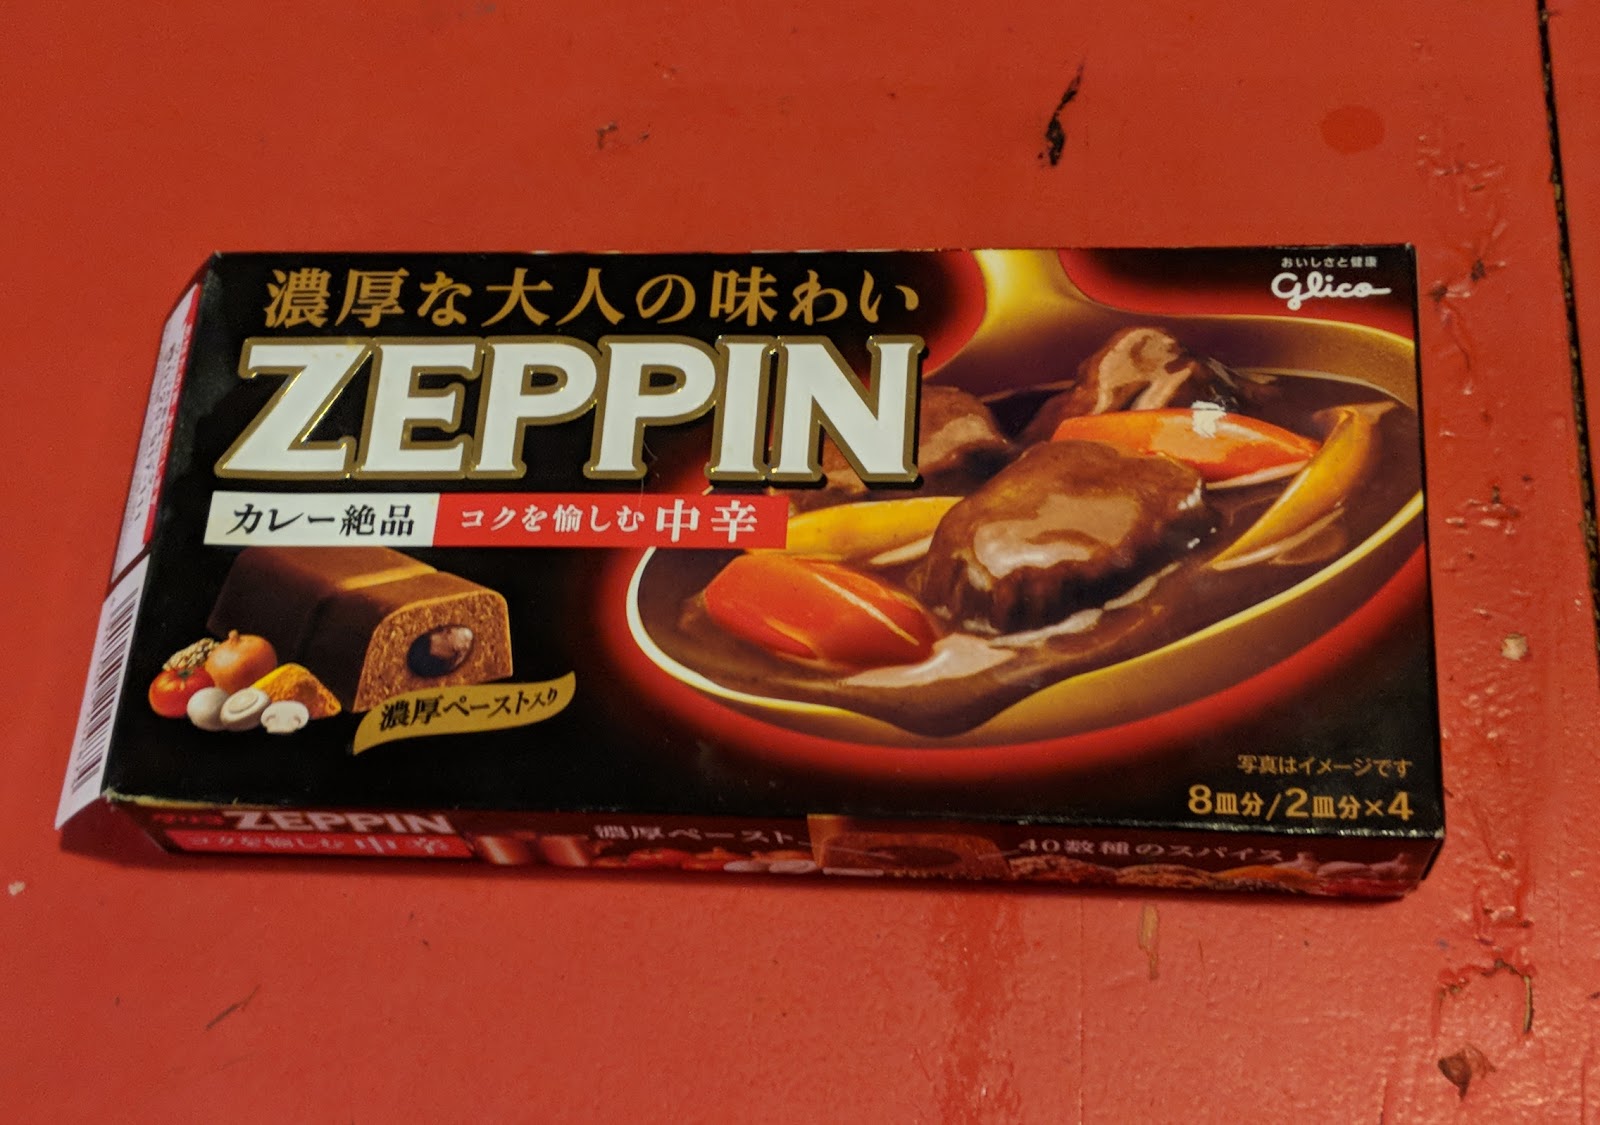 濃厚な大人の味わい
おいしさと健康
Glico
ZEPPIN
カレー絶品
コクを愉しむ 中辛
濃厚ペースト入り
写真はイメージです
8皿分/2皿分×4
ZEPPIN
コクを愉しむ 中辛
濃厚ペースト
40数種のスパイス